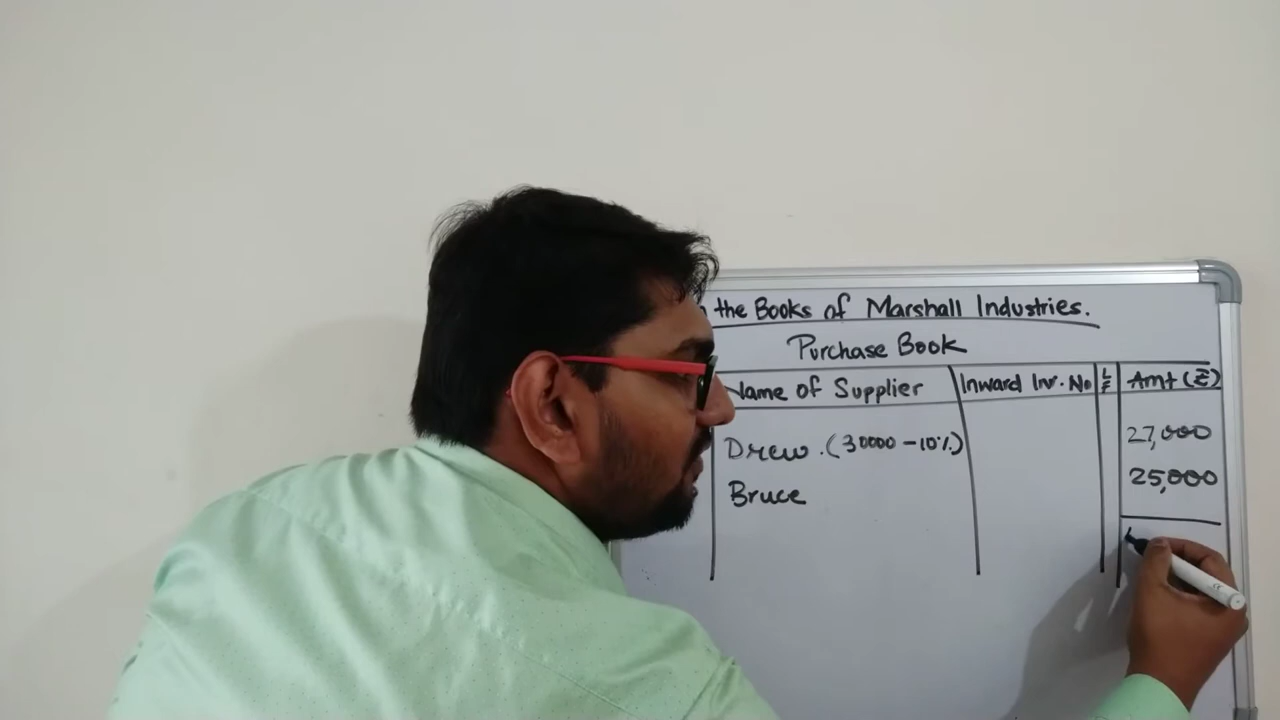 the Books of Marshall Industries.
Purchase Book
Name of Supplier Inward Inv. No L F Amt (₹)
Drew. (30000 - 10%) 27,000
Bruce 25,000